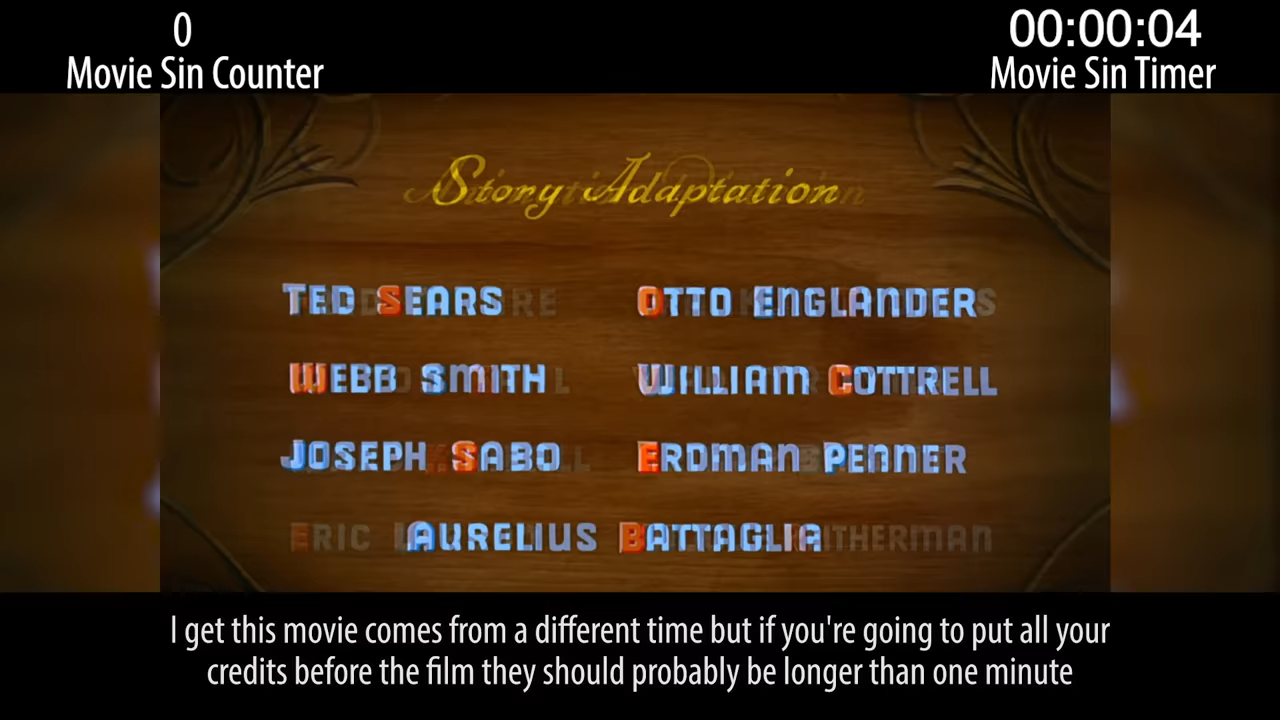 0
Movie Sin Counter
00:00:04
Movie Sin Timer
Story Adaptation
TED SEARS
OTTO ENGLANDER
WEBB SMITH
WILLIAM COTTRELL
JOSEPH SABO
ERDMAN PENNER
AURELIUS BATTAGLIA
I get this movie comes from a different time but if you're going to put all your
credits before the film they should probably be longer than one minute